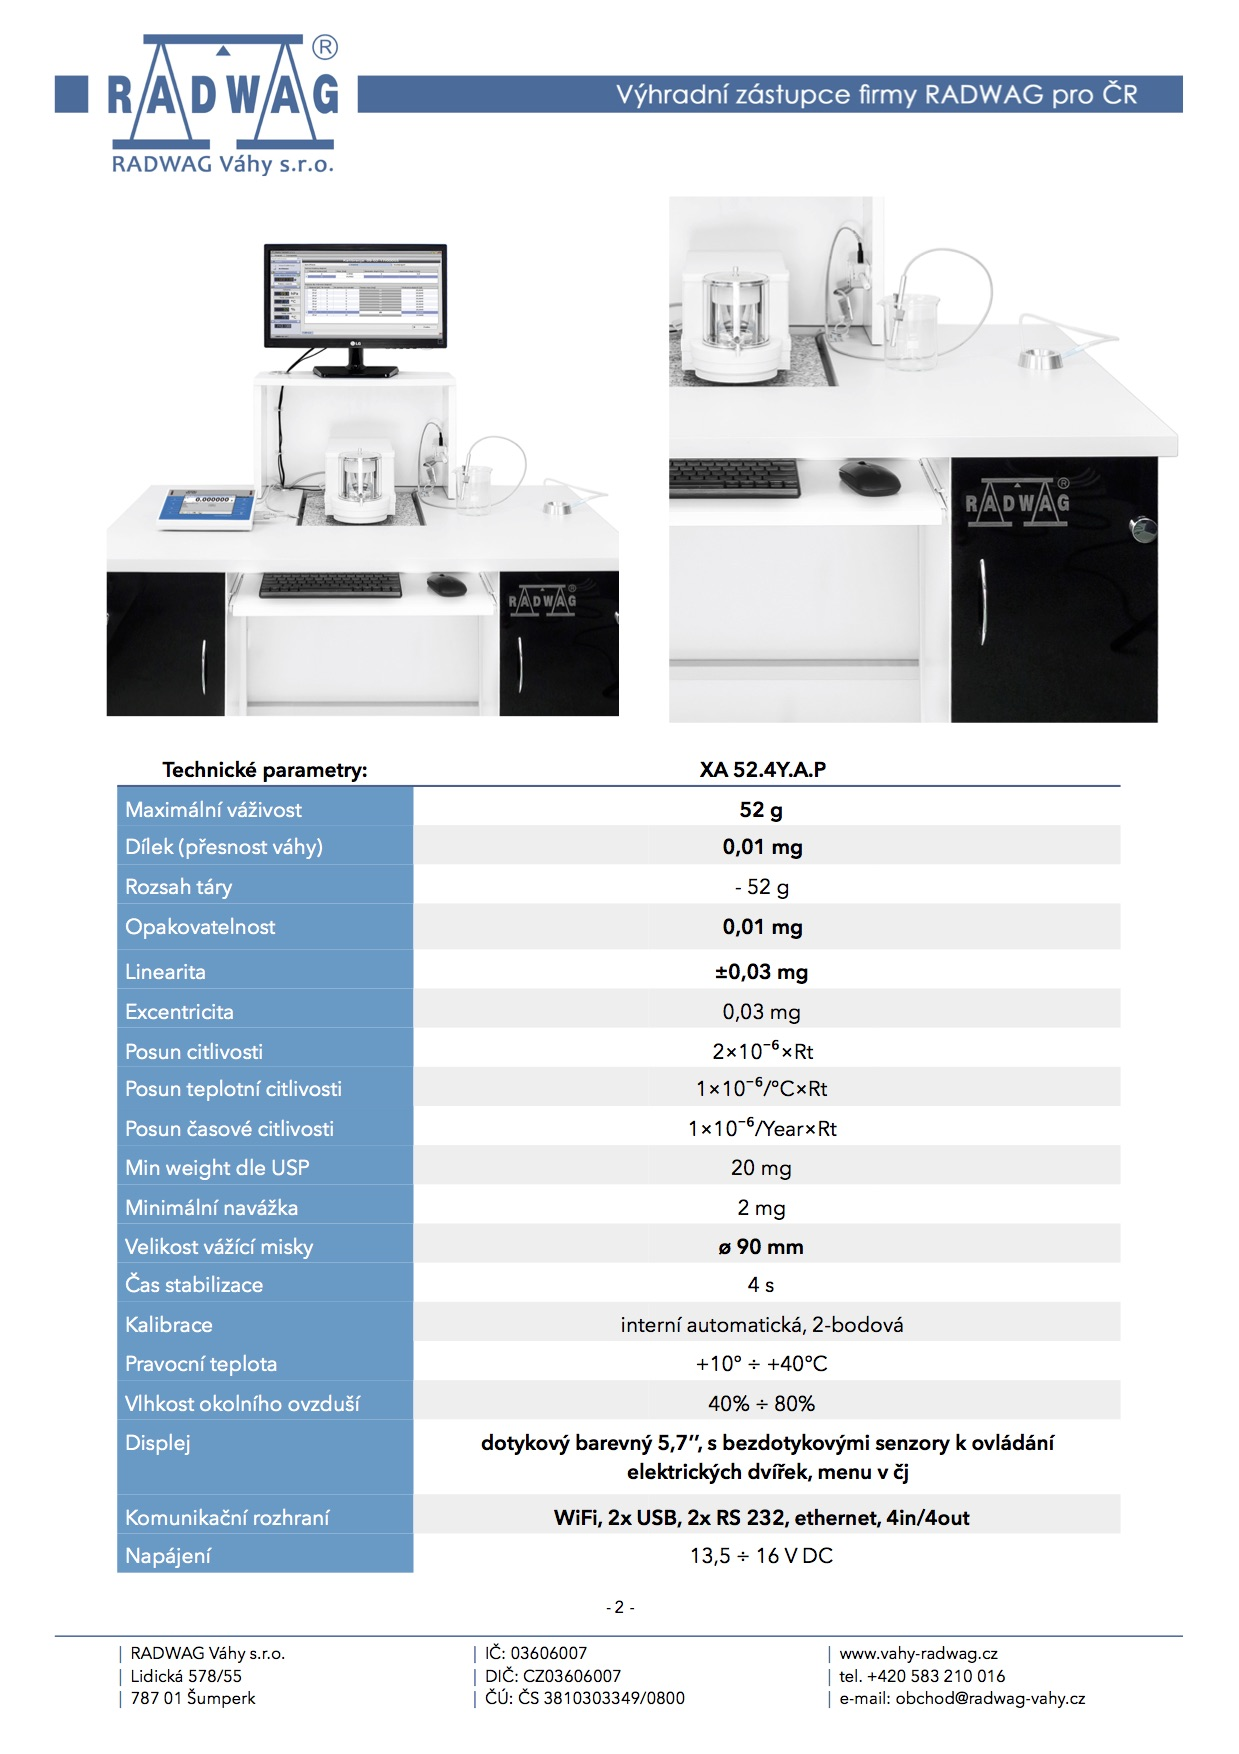 RADWAG®
RADWAG Váhy s.r.o.
Výhradní zástupce firmy RADWAG pro ČR
LG
0.000000
RADWAG®
RADWAG®
Technické parametry: XA 52.4Y.A.P
Maximální váživost 52 g
Dílek (přesnost váhy) 0,01 mg
Rozsah táry - 52 g
Opakovatelnost 0,01 mg
Linearita ±0,03 mg
Excentricita 0,03 mg
Posun citlivosti 2×10⁻⁶×Rt
Posun teplotní citlivosti 1×10⁻⁶/°C×Rt
Posun časové citlivosti 1×10⁻⁶/Year×Rt
Min weight dle USP 20 mg
Minimální navážka 2 mg
Velikost vážící misky ø 90 mm
Čas stabilizace 4 s
Kalibrace interní automatická, 2-bodová
Pravocní teplota +10° ÷ +40°C
Vlhkost okolního ovzduší 40% ÷ 80%
Displej dotykový barevný 5,7’’, s bezdotykovými senzory k ovládání
elektrických dvířek, menu v čj
Komunikační rozhraní WiFi, 2x USB, 2x RS 232, ethernet, 4in/4out
Napájení 13,5 ÷ 16 V DC
- 2 -
| RADWAG Váhy s.r.o. | IČ: 03606007 | www.vahy-radwag.cz
| Lidická 578/55 | DIČ: CZ03606007 | tel. +420 583 210 016
| 787 01 Šumperk | ČÚ: ČS 3810303349/0800 | e-mail: obchod@radwag-vahy.cz